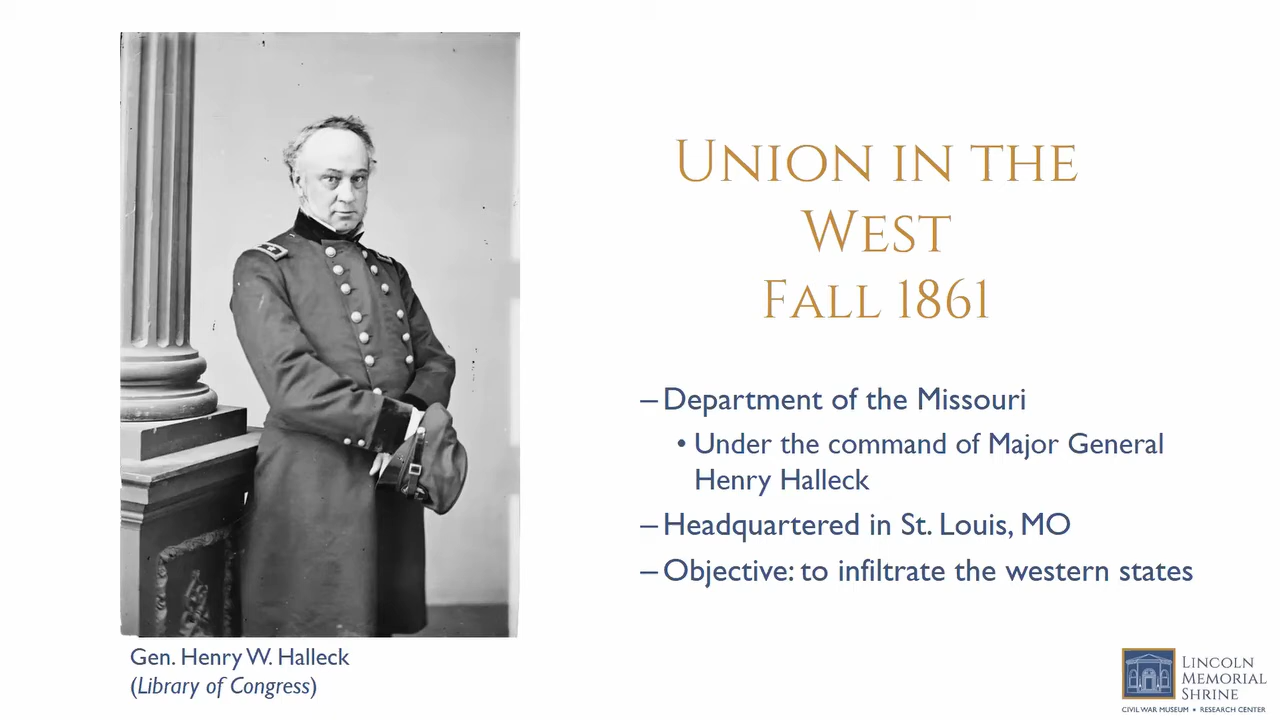 UNION IN THE
WEST
FALL 1861
– Department of the Missouri
• Under the command of Major General
Henry Halleck
– Headquartered in St. Louis, MO
– Objective: to infiltrate the western states
Gen. Henry W. Halleck
(Library of Congress)
LINCOLN
MEMORIAL
SHRINE
CIVIL WAR MUSEUM • RESEARCH CENTER